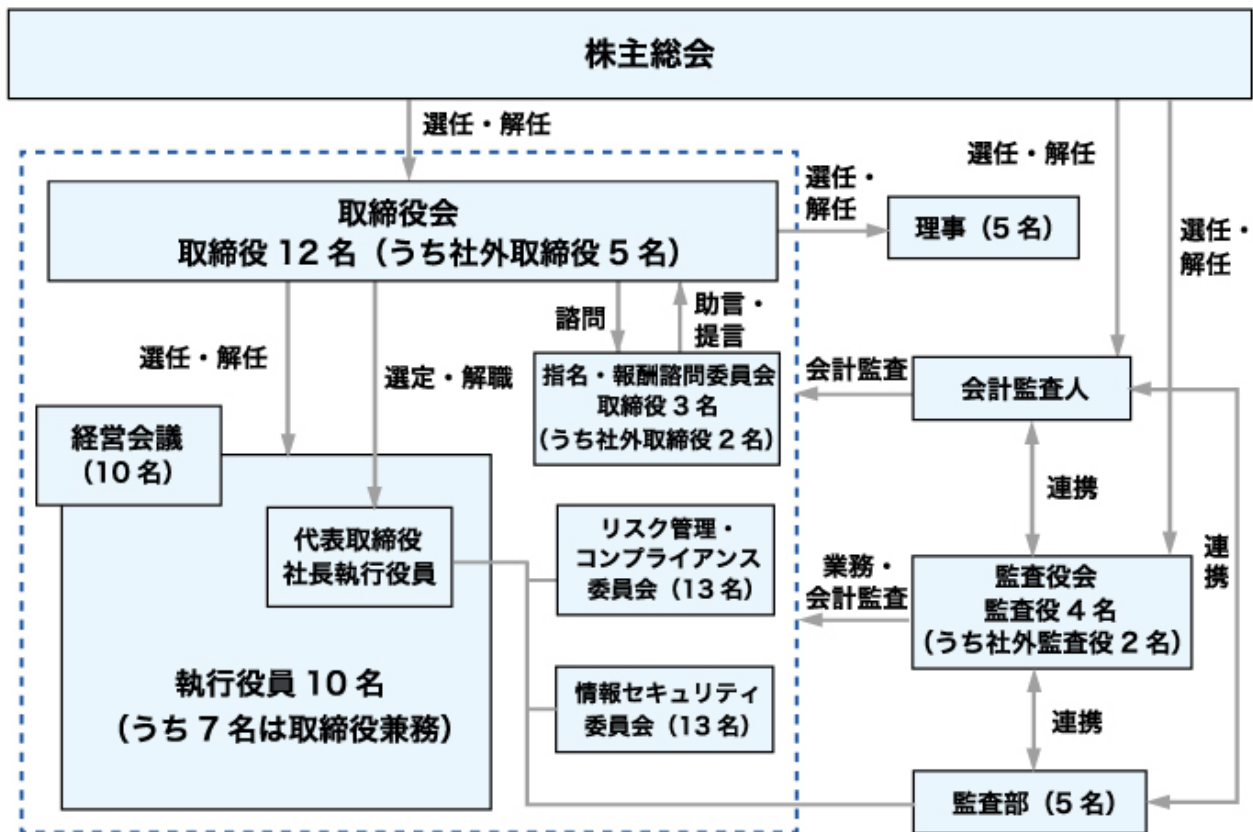 株主総会
選任・解任
取締役会
取締役 12 名（うち社外取締役 5 名）
選任・
解任
理事（5 名）
選任・解任
選任・
解任
選任・解任
選定・解職
諮問
助言・
提言
指名・報酬諮問委員会
取締役 3 名
（うち社外取締役 2 名）
会計監査
会計監査人
経営会議
（10 名）
代表取締役
社長執行役員
執行役員 10 名
（うち 7 名は取締役兼務）
リスク管理・
コンプライアンス
委員会（13 名）
情報セキュリティ
委員会（13 名）
連携
業務・
会計監査
監査役会
監査役 4 名
（うち社外監査役 2 名）
連携
連携
監査部（5 名）